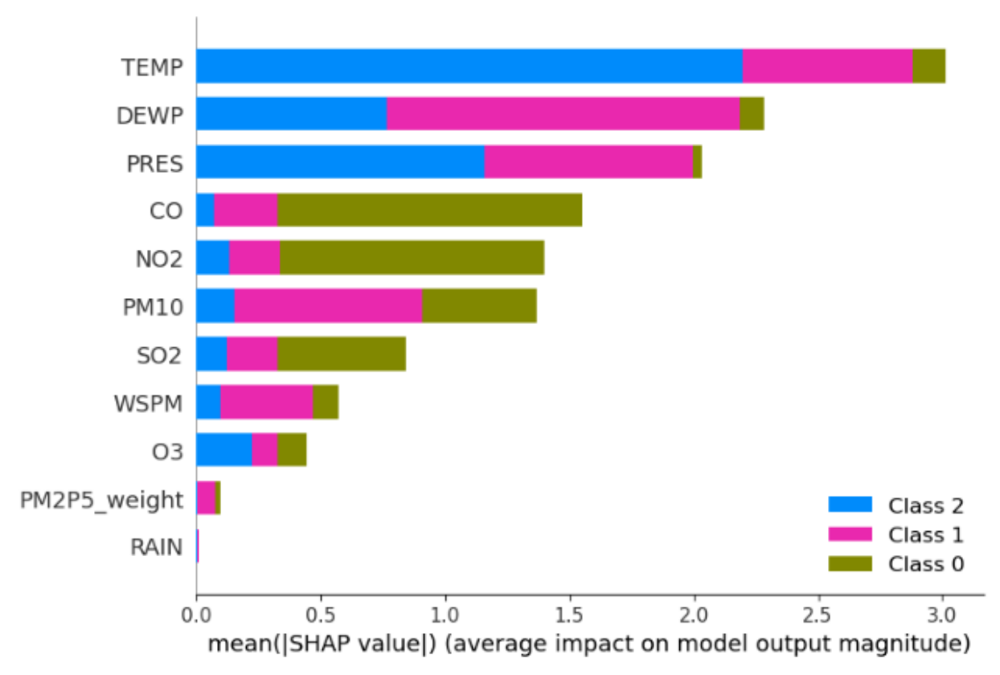 TEMP
DEWP
PRES
CO
NO2
PM10
SO2
WSPM
O3
PM2P5_weight
RAIN
Class 2
Class 1
Class 0
0.0 0.5 1.0 1.5 2.0 2.5 3.0
mean(|SHAP value|) (average impact on model output magnitude)